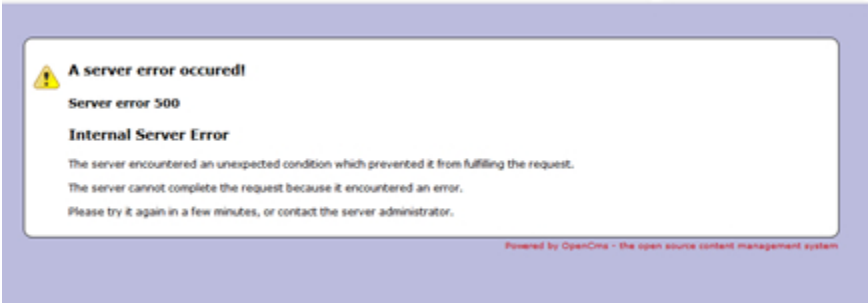 A server error occured!
Server error 500
Internal Server Error
The server encountered an unexpected condition which prevented it from fulfilling the request.
The server cannot complete the request because it encountered an error.
Please try it again in a few minutes, or contact the server administrator.
Powered by OpenCms - the open source content management system